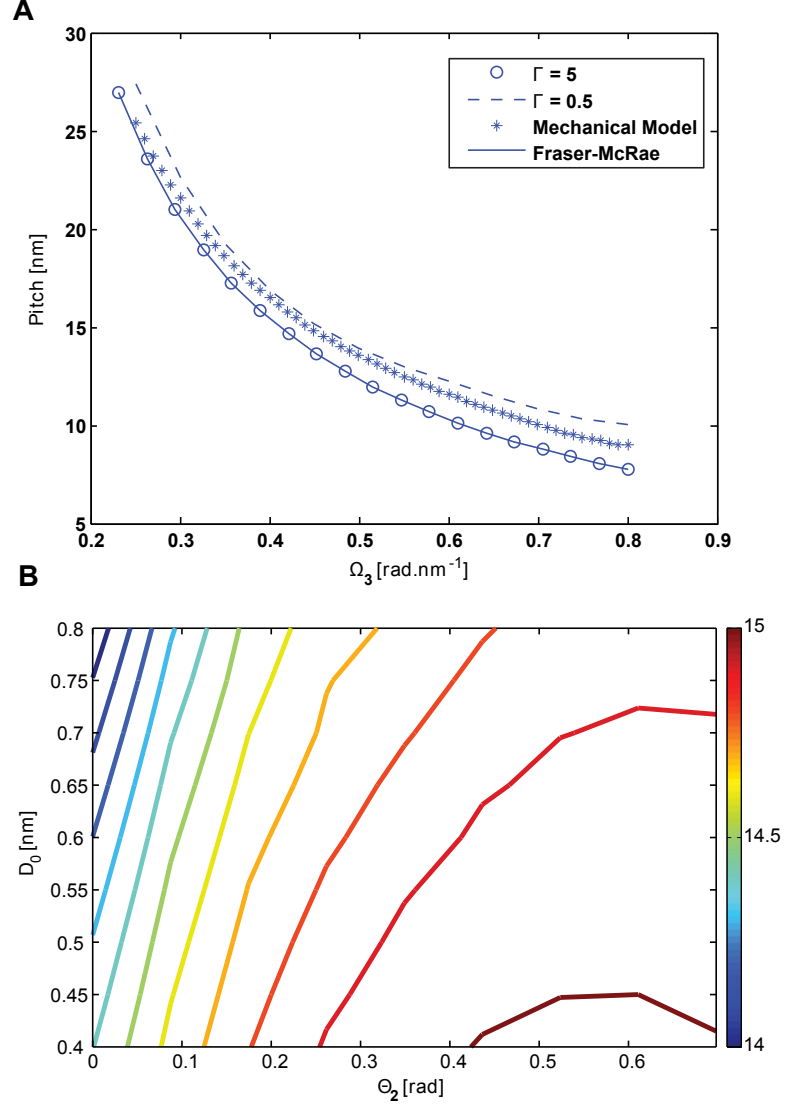 A
30
25
20
15
10
5
Pitch [nm]
0.2 0.3 0.4 0.5 0.6 0.7 0.8 0.9
Ω3 [rad.nm-1]
Γ = 5
Γ = 0.5
Mechanical Model
Fraser-McRae
B
0.8
0.75
0.7
0.65
0.6
0.55
0.5
0.45
0.4
D0 [nm]
0 0.1 0.2 0.3 0.4 0.5 0.6
Θ2 [rad]
15
14.5
14